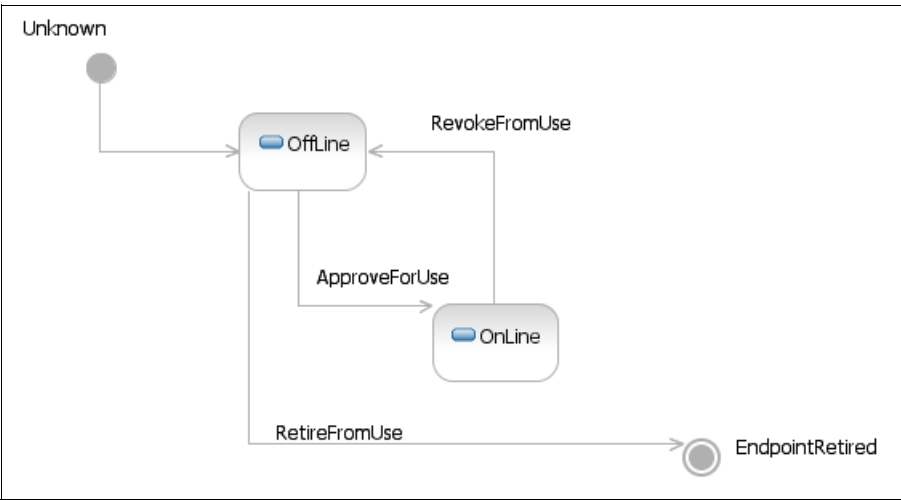 Unknown
RevokeFromUse
OffLine
ApproveForUse
OnLine
RetireFromUse
EndpointRetired